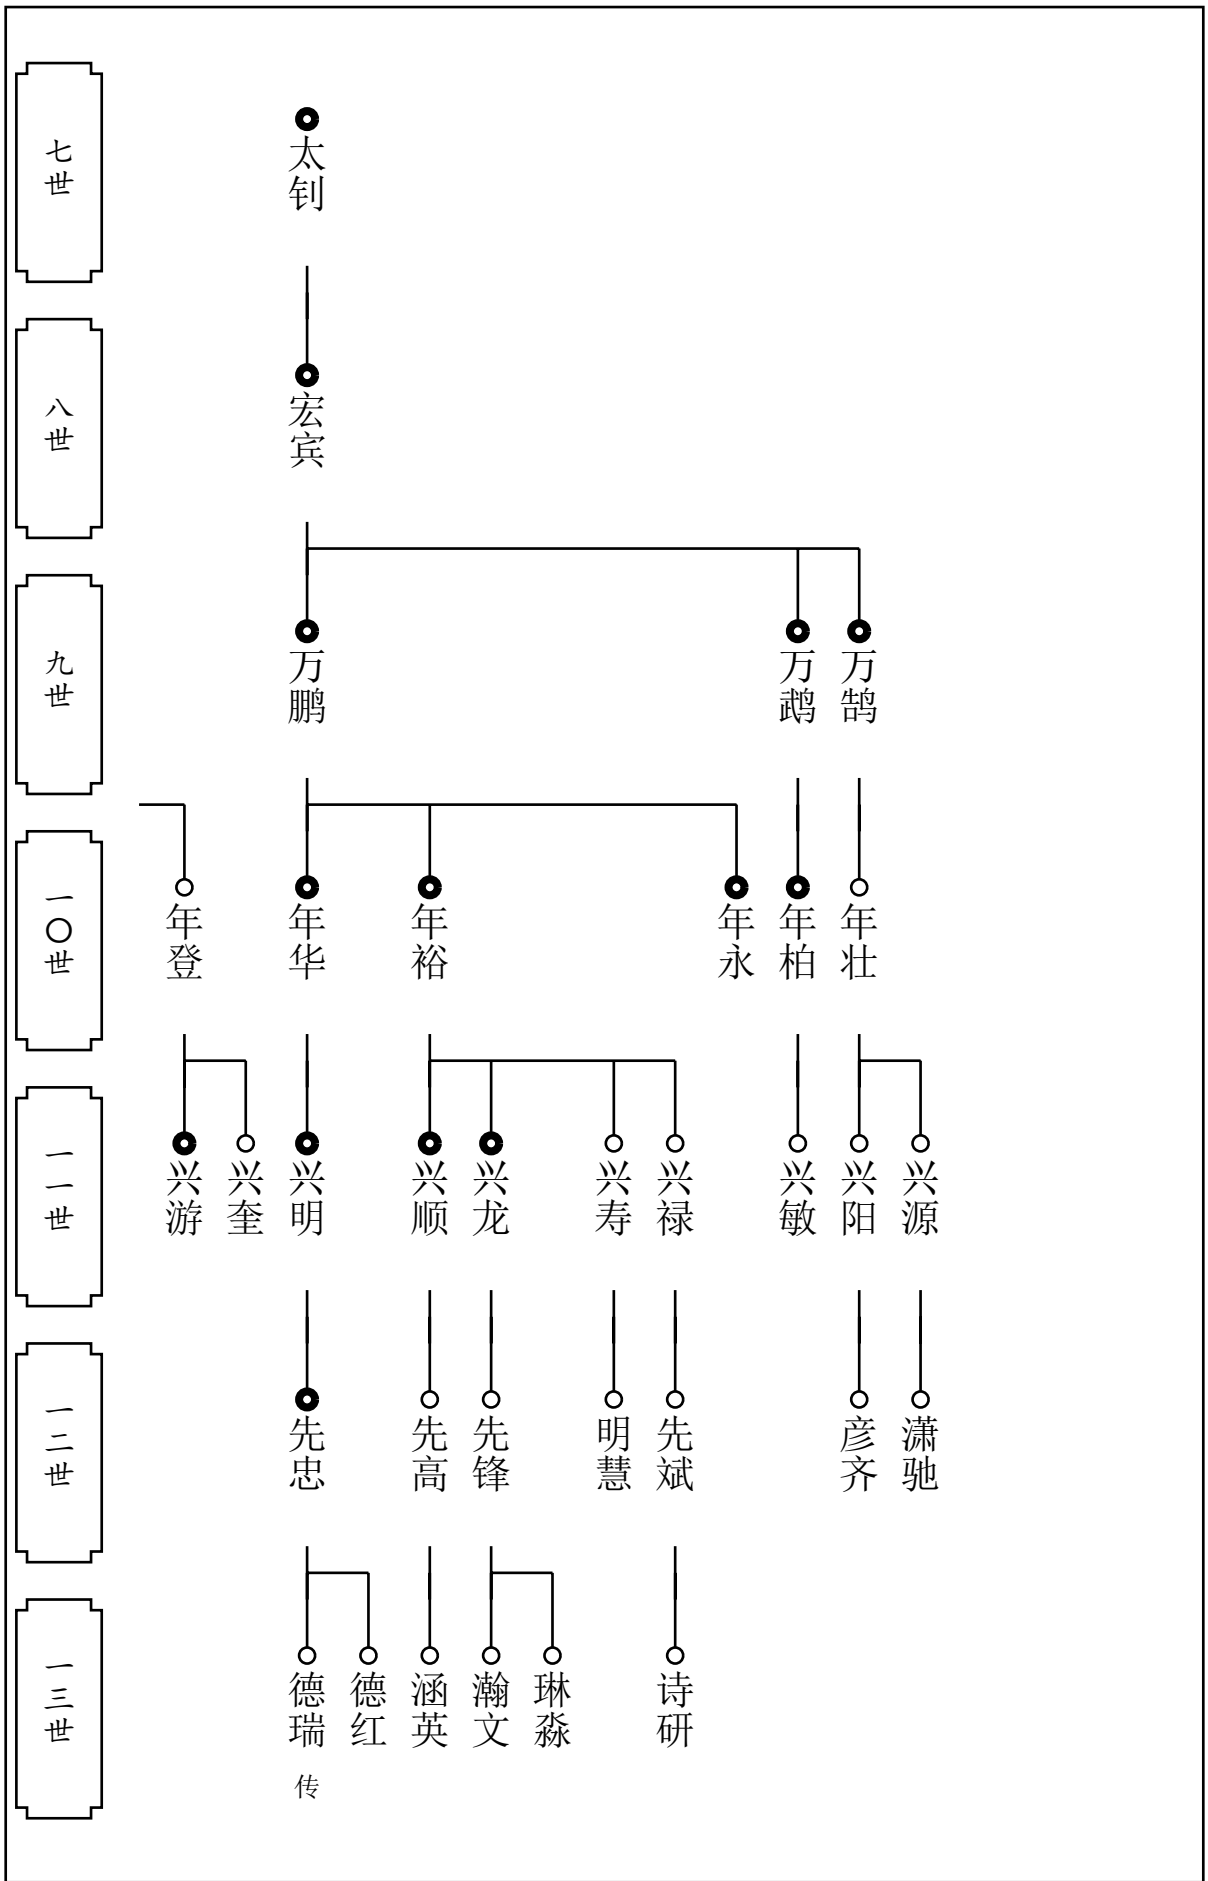 七世
太钊
八世
宏宾
九世
万鹏
万鹉
万鹄
一〇世
年登
年华
年裕
年永
年柏
年壮
一一世
兴游
兴奎
兴明
兴顺
兴龙
兴寿
兴禄
兴敏
兴阳
兴源
一二世
先忠
先高
先锋
明慧
先斌
彦齐
潇驰
一三世
德瑞
传
德红
涵英
瀚文
琳淼
诗研